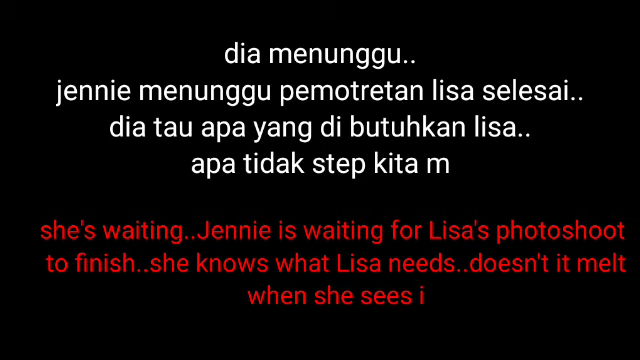 dia menunggu..
jennie menunggu pemotretan lisa selesai..
dia tau apa yang di butuhkan lisa..
apa tidak step kita m
she's waiting..Jennie is waiting for Lisa's photoshoot
to finish..she knows what Lisa needs..doesn't it melt
when she sees i